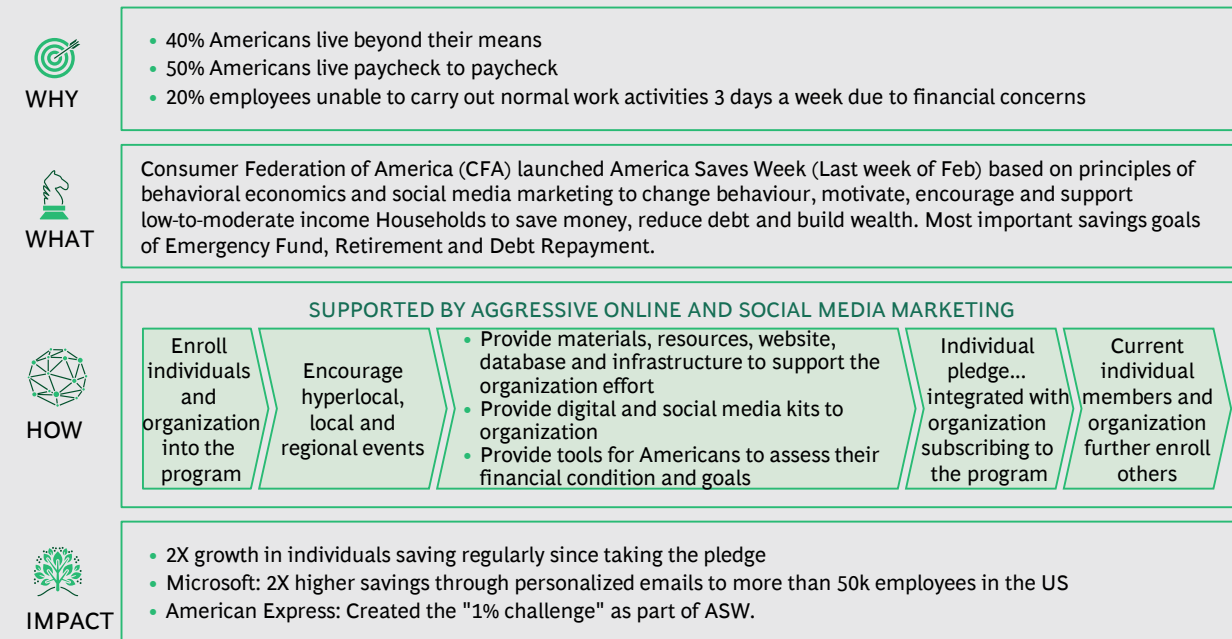 WHY
• 40% Americans live beyond their means
• 50% Americans live paycheck to paycheck
• 20% employees unable to carry out normal work activities 3 days a week due to financial concerns
WHAT
Consumer Federation of America (CFA) launched America Saves Week (Last week of Feb) based on principles of
behavioral economics and social media marketing to change behaviour, motivate, encourage and support
low-to-moderate income Households to save money, reduce debt and build wealth. Most important savings goals
of Emergency Fund, Retirement and Debt Repayment.
HOW
SUPPORTED BY AGGRESSIVE ONLINE AND SOCIAL MEDIA MARKETING
Enroll
individuals
and
organization
into the
program
Encourage
hyperlocal,
local and
regional events
• Provide materials, resources, website,
database and infrastructure to support the
organization effort
• Provide digital and social media kits to
organization
• Provide tools for Americans to assess their
financial condition and goals
Individual
pledge...
integrated with
organization
subscribing to
the program
Current
individual
members and
organization
further enroll
others
IMPACT
• 2X growth in individuals saving regularly since taking the pledge
• Microsoft: 2X higher savings through personalized emails to more than 50k employees in the US
• American Express: Created the "1% challenge" as part of ASW.